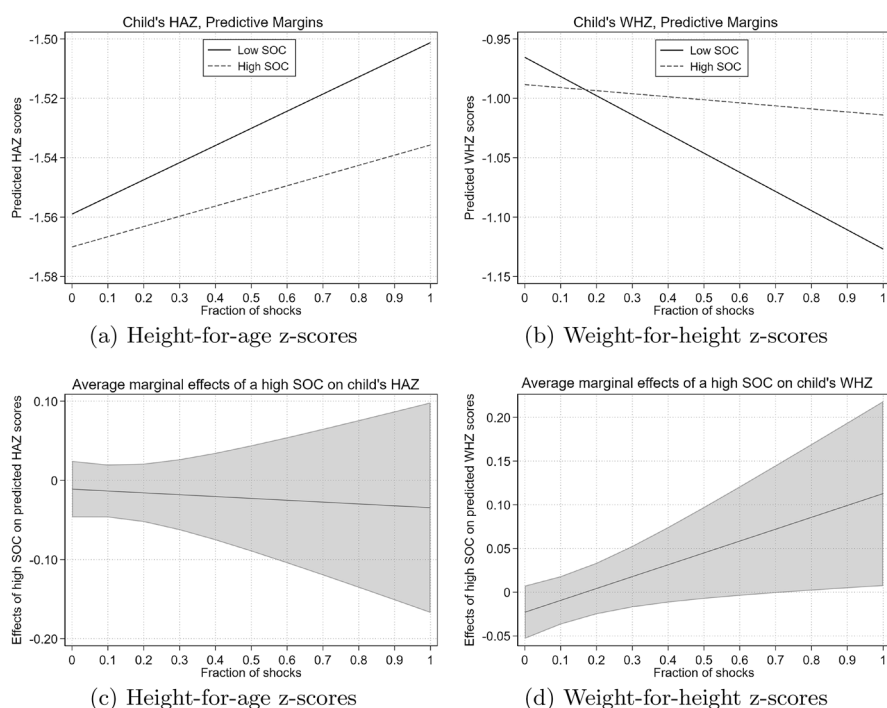 Child's HAZ, Predictive Margins
Predicted HAZ scores
-1.50
-1.52
-1.54
-1.56
-1.58
Low SOC
High SOC
0 0.1 0.2 0.3 0.4 0.5 0.6 0.7 0.8 0.9 1
Fraction of shocks
(a) Height-for-age z-scores
Child's WHZ, Predictive Margins
Predicted WHZ scores
-0.95
-1.00
-1.05
-1.10
-1.15
Low SOC
High SOC
0 0.1 0.2 0.3 0.4 0.5 0.6 0.7 0.8 0.9 1
Fraction of shocks
(b) Weight-for-height z-scores
Average marginal effects of a high SOC on child's HAZ
Effects of high SOC on predicted HAZ scores
0.10
0
-0.10
-0.20
0 0.1 0.2 0.3 0.4 0.5 0.6 0.7 0.8 0.9 1
Fraction of shocks
(c) Height-for-age z-scores
Average marginal effects of a high SOC on child's WHZ
Effects of high SOC on predicted WHZ scores
0.20
0.15
0.10
0.05
0
-0.05
0 0.1 0.2 0.3 0.4 0.5 0.6 0.7 0.8 0.9 1
Fraction of shocks
(d) Weight-for-height z-scores